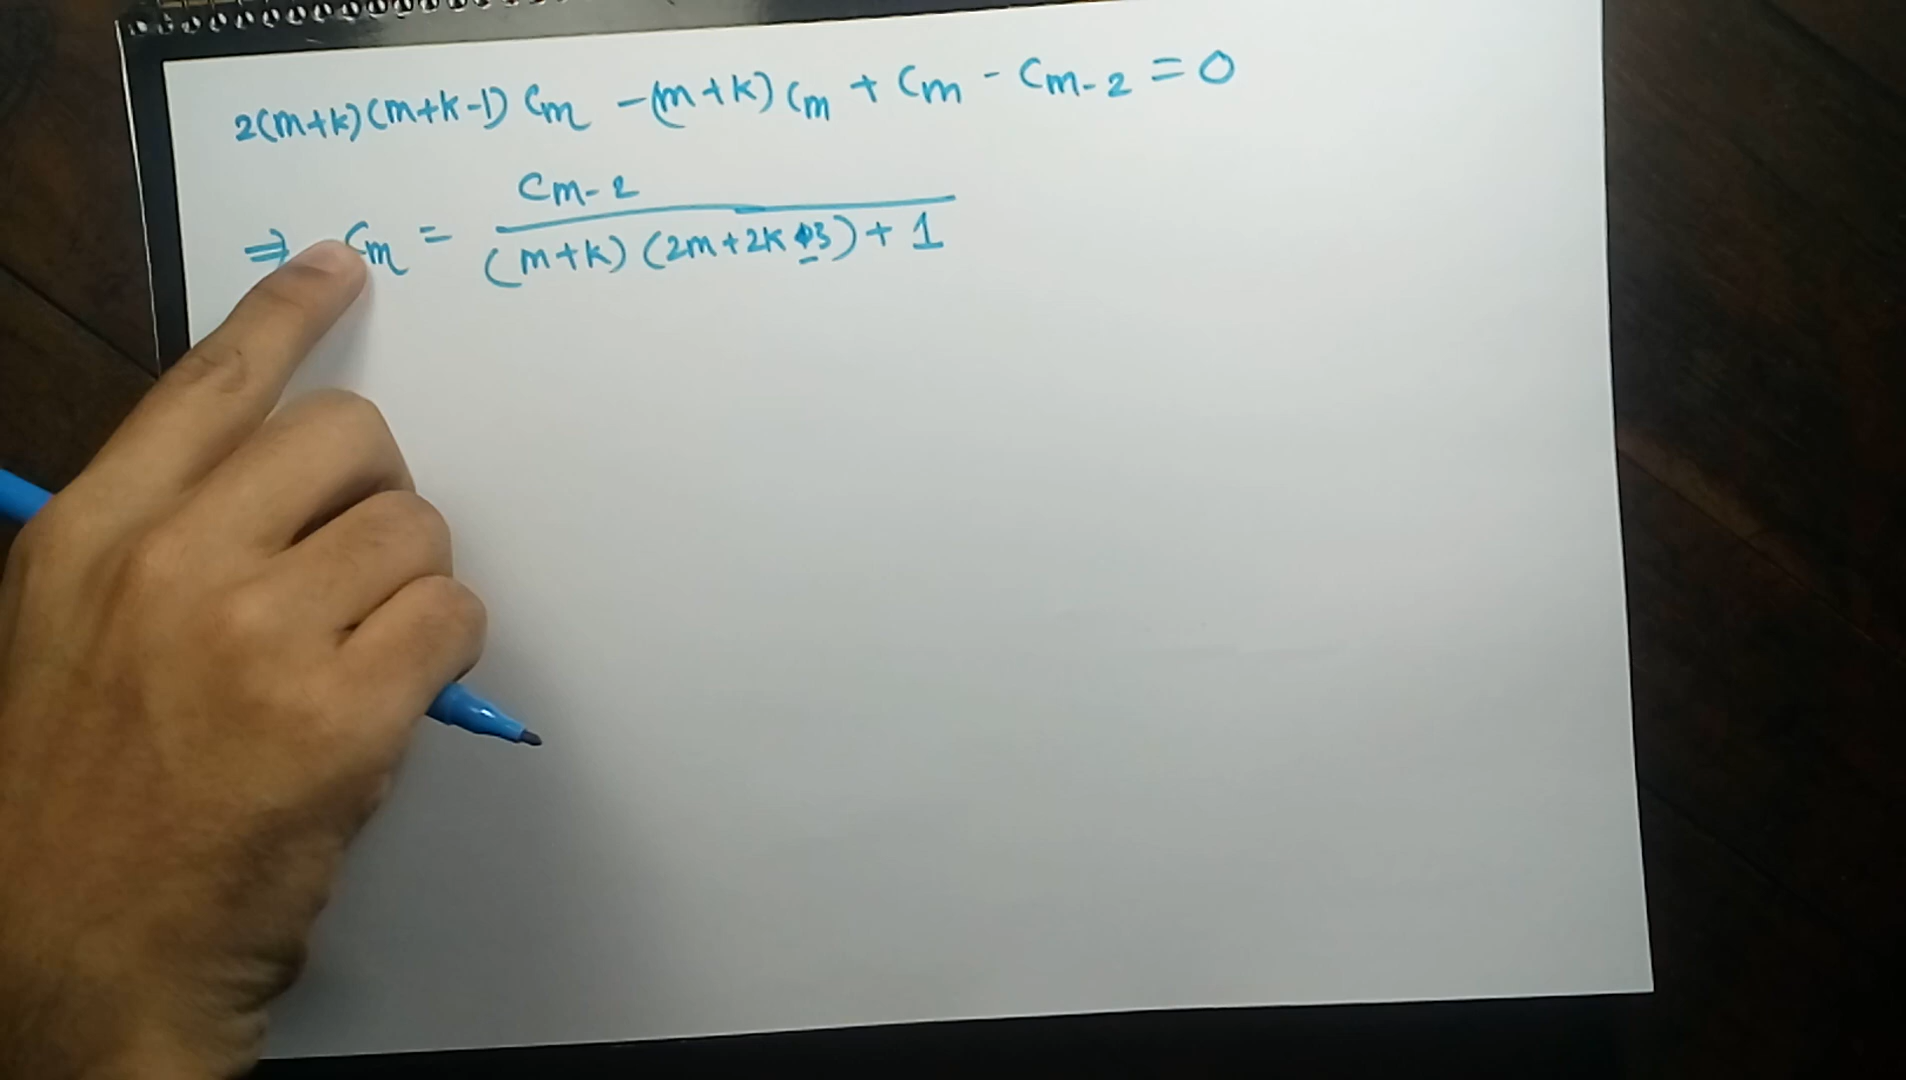 2(m+k)(m+k-1) Cm -(m+k) Cm + Cm - Cm-2 = 0
⇒ Cm = Cm-2 / (m+k) (2m+2k-3) + 1